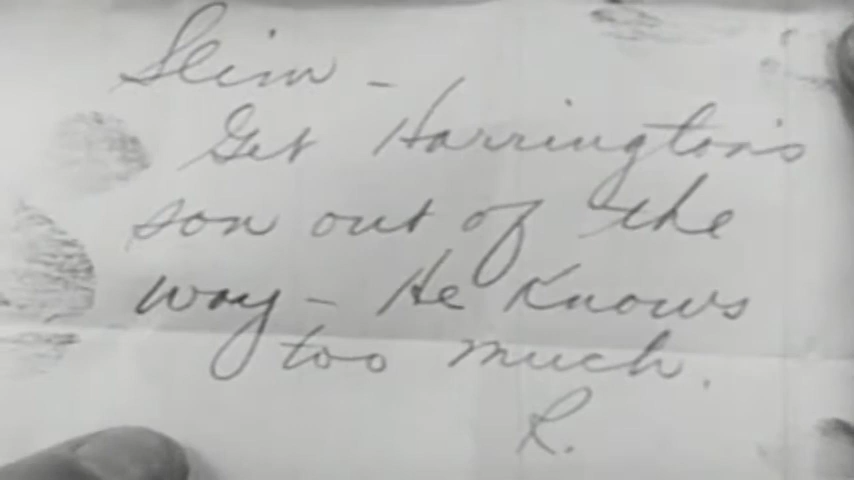 Slim -
Get Harrington's
son out of the
way - He knows
too much.
R.